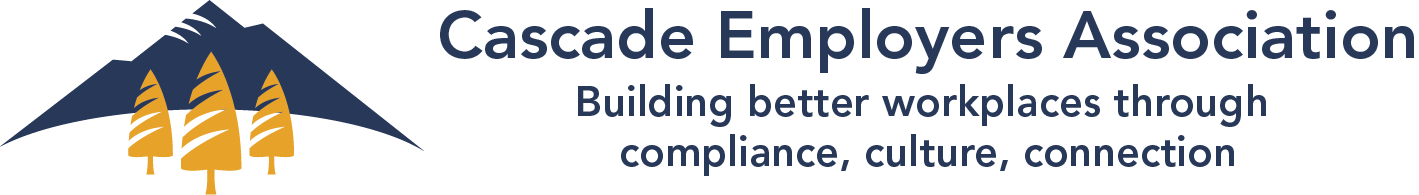 Cascade Employers Association
Building better workplaces through
compliance, culture, connection